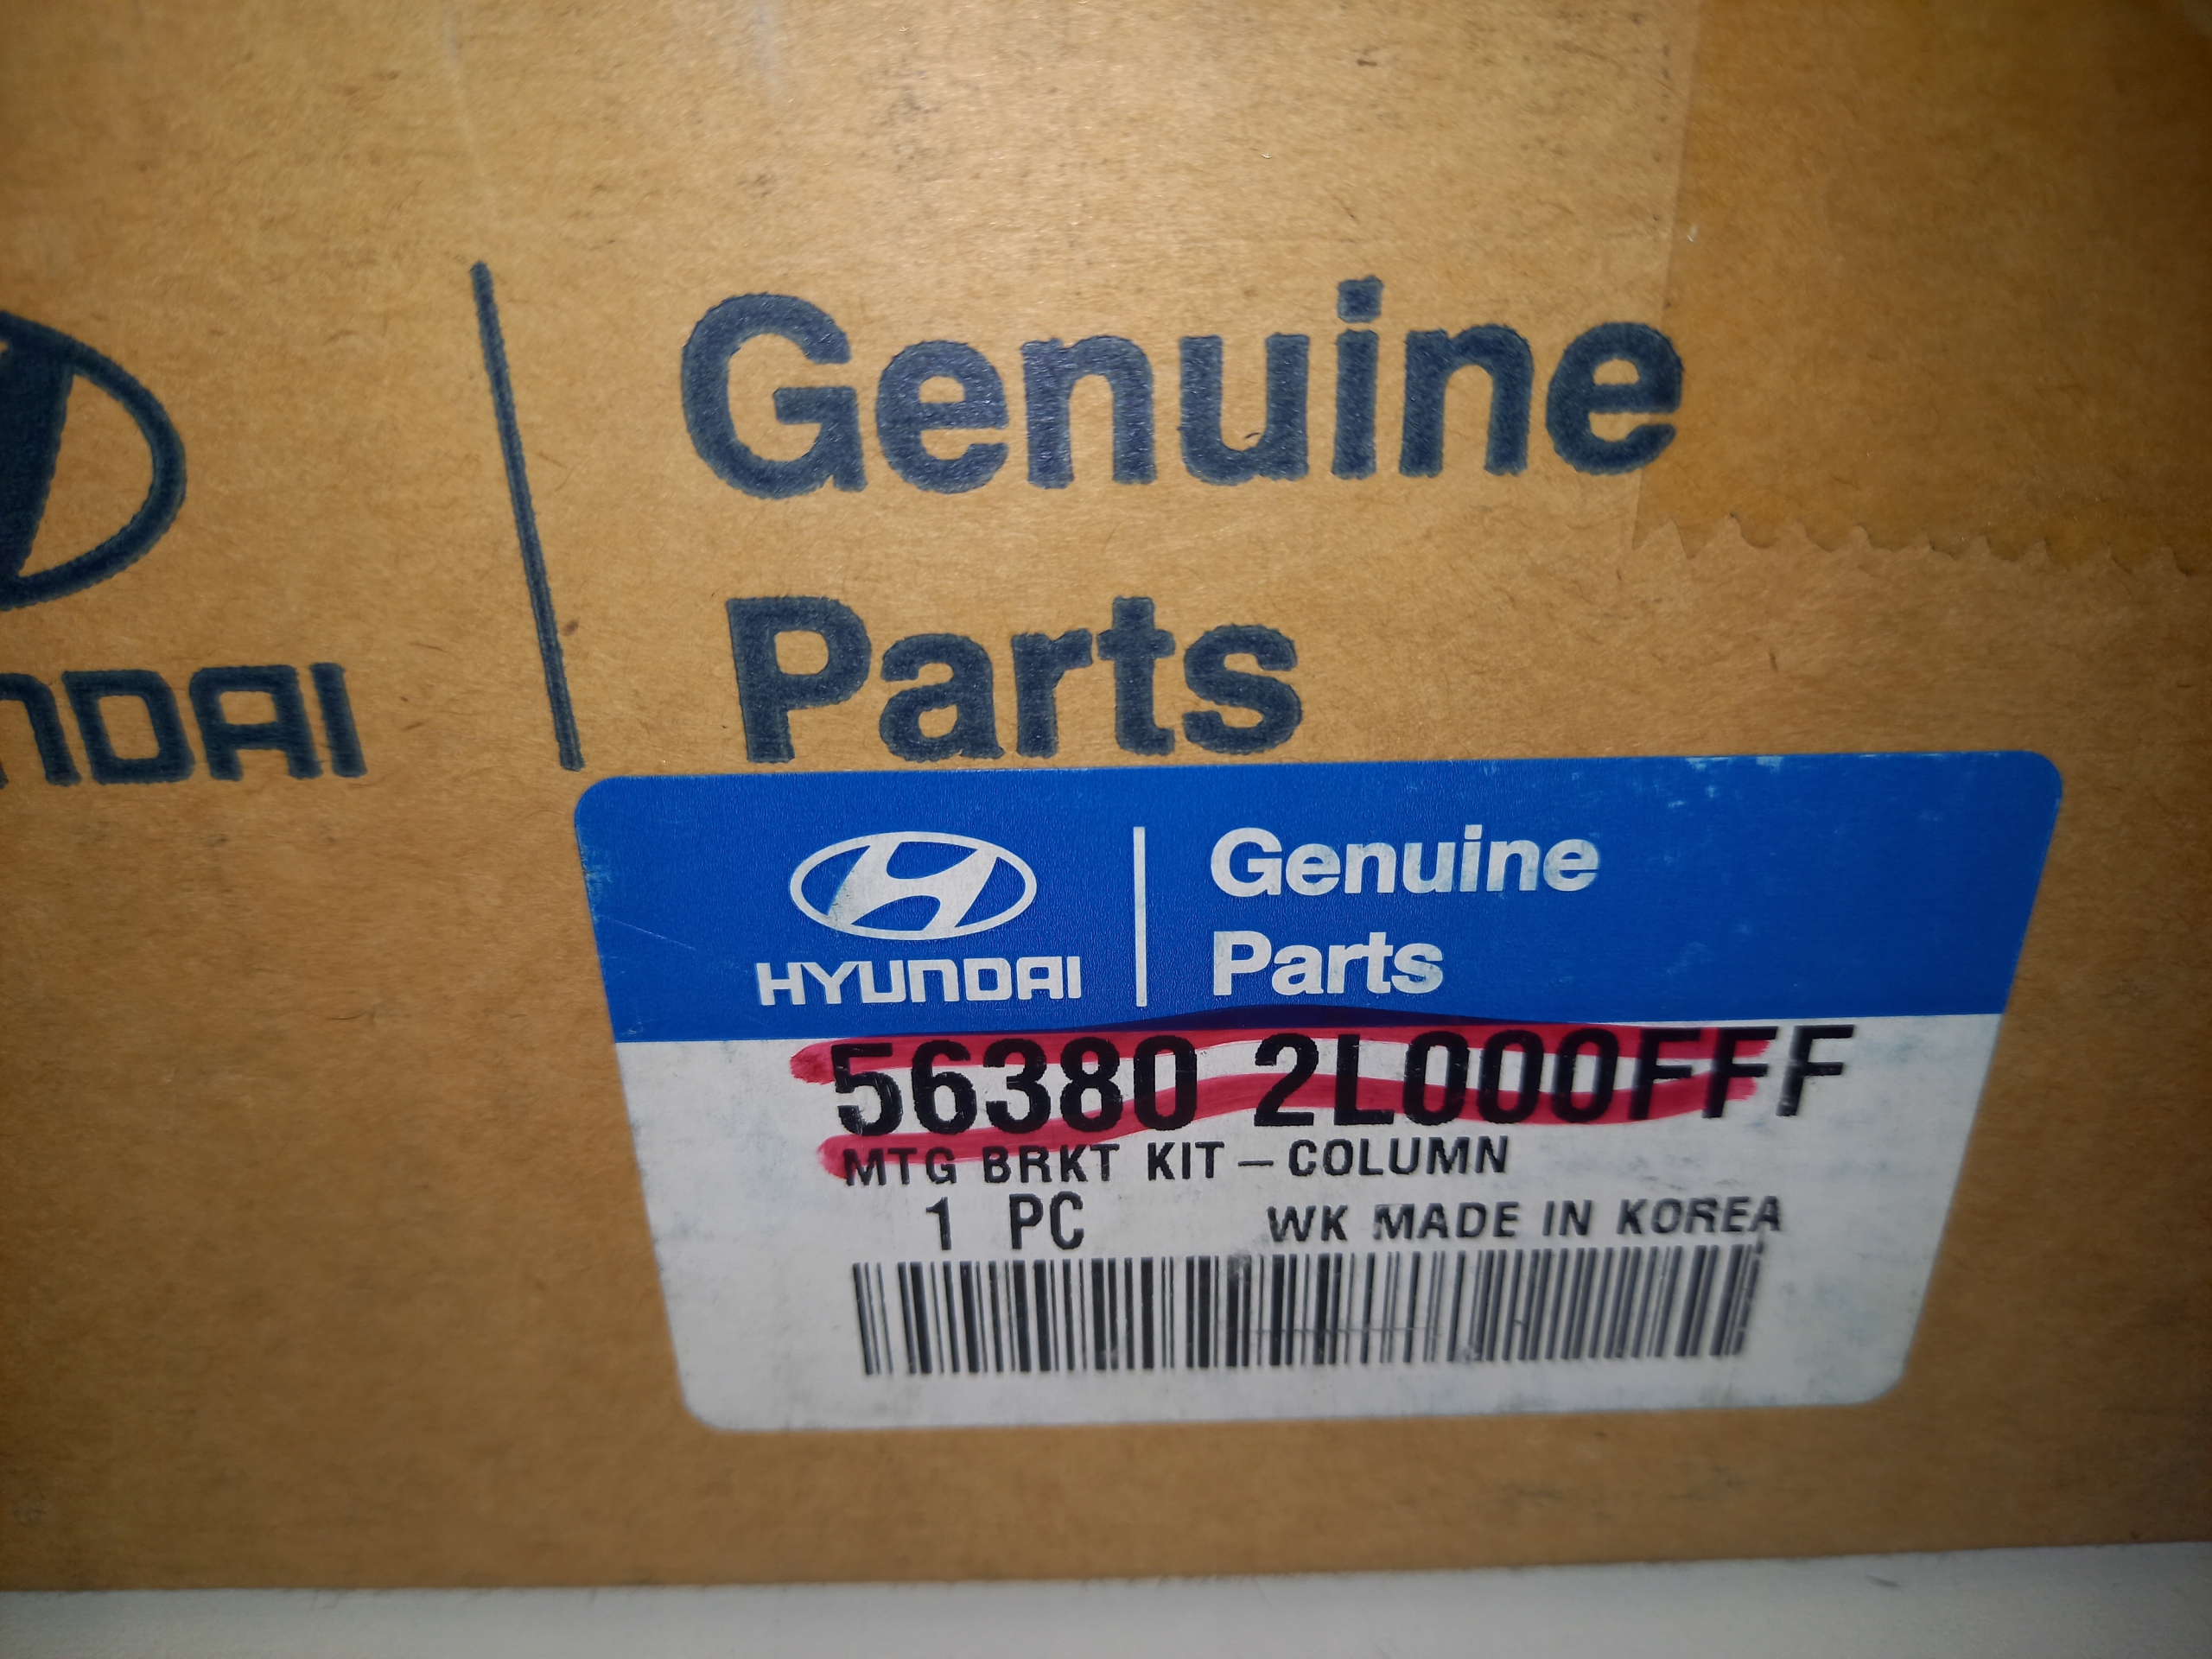 Genuine
Parts
NDAI
HYUNDAI
Genuine
Parts
56380 2L000FFF
MTG BRKT KIT-COLUMN
1 PC WK MADE IN KOREA